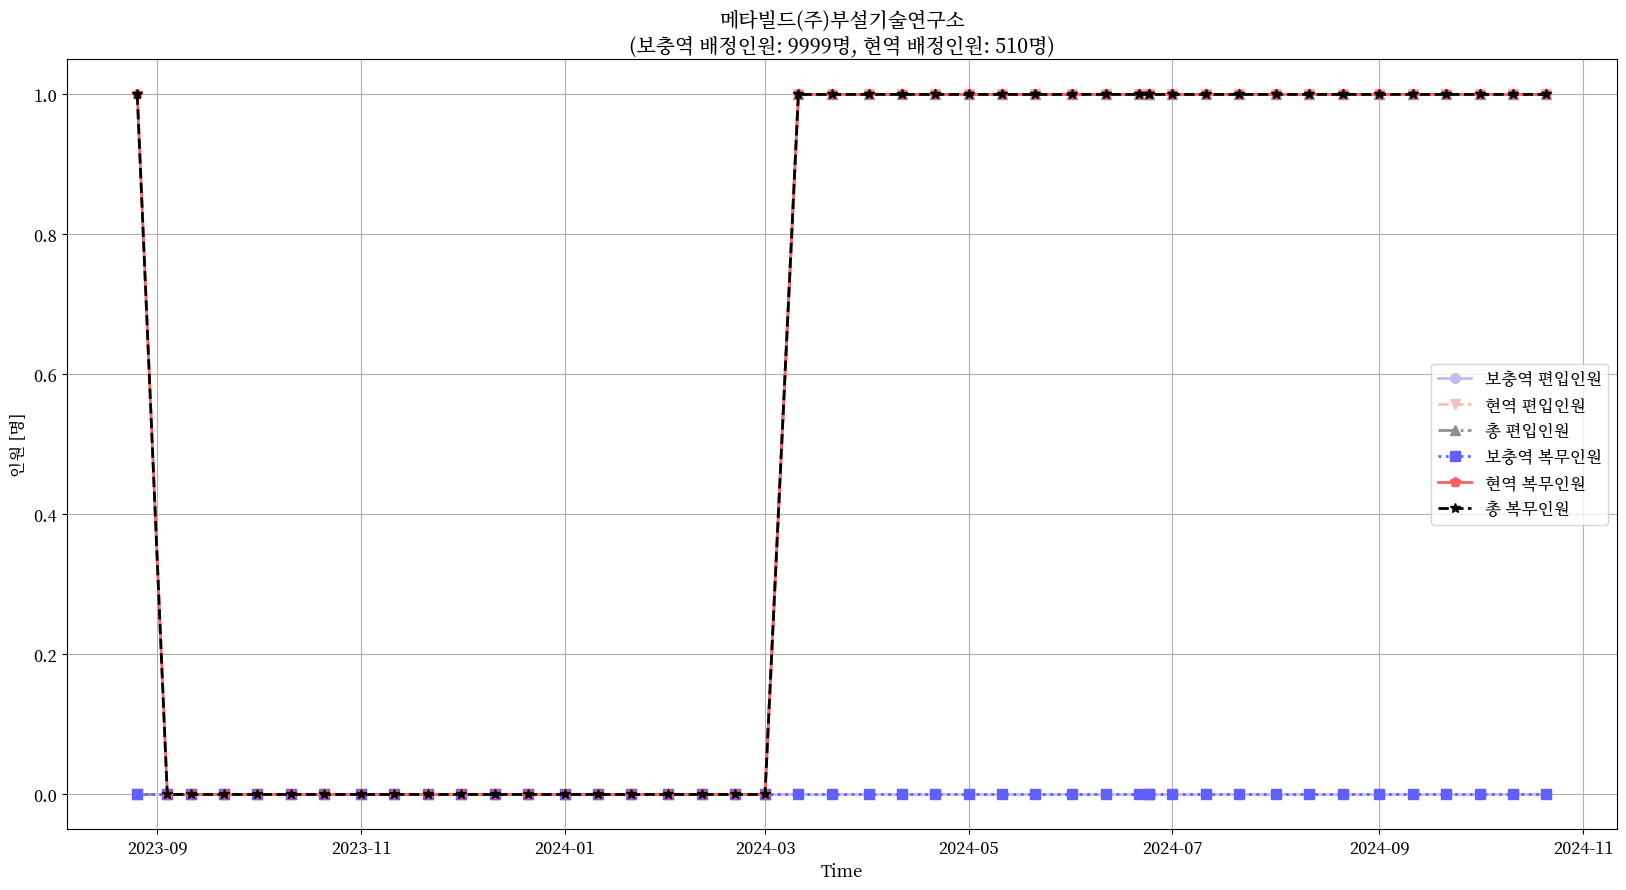 메타빌드(주)부설기술연구소
(보충역 배정인원: 9999명, 현역 배정인원: 510명)
1.0
0.8
0.6
0.4
0.2
0.0
인원 [명]
보충역 편입인원
현역 편입인원
총 편입인원
보충역 복무인원
현역 복무인원
총 복무인원
2023-09
2023-11
2024-01
2024-03
2024-05
2024-07
2024-09
2024-11
Time